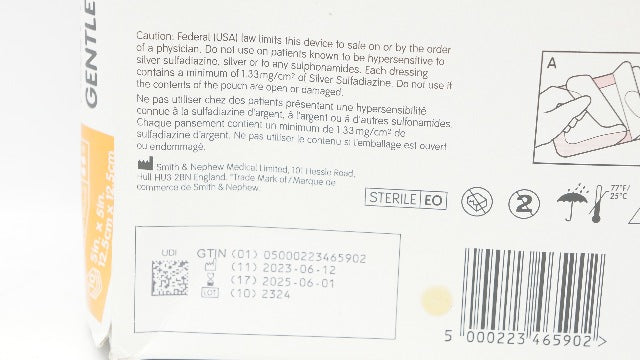 GENTLE
5in. x 5in.
12.5cm x 12.5cm
Caution: Federal (USA) law limits this device to sale on or by the order
of a physician. Do not use on patients known to be hypersensitive to
silver sulfadiazine, silver or to any sulphonamides. Each dressing
contains a minimum of 1.33mg/cm² of Silver Sulfadiazine. Do not use if
the contents of the pouch are open or damaged.
Ne pas utiliser chez des patients présentant une hypersensibilité
connue à la sulfadiazine d'argent, à l'argent ou à d'autres sulfonamides.
Chaque pansement contient un minimum de 1.33mg/cm² de
sulfadiazine d'argent. Ne pas utiliser le contenu si l'emballage est ouvert
ou endommagé.
Smith & Nephew Medical Limited, 101 Hessle Road,
Hull HU3 2BN England. ™Trade Mark of/Marque de
commerce de Smith & Nephew.
A
STERILE EO
2
77°F/
25°C
UDI GTIN (01) 05000223465902
(11) 2023-06-12
(17) 2025-06-01
LOT (10) 2324
5 000223 465902 >